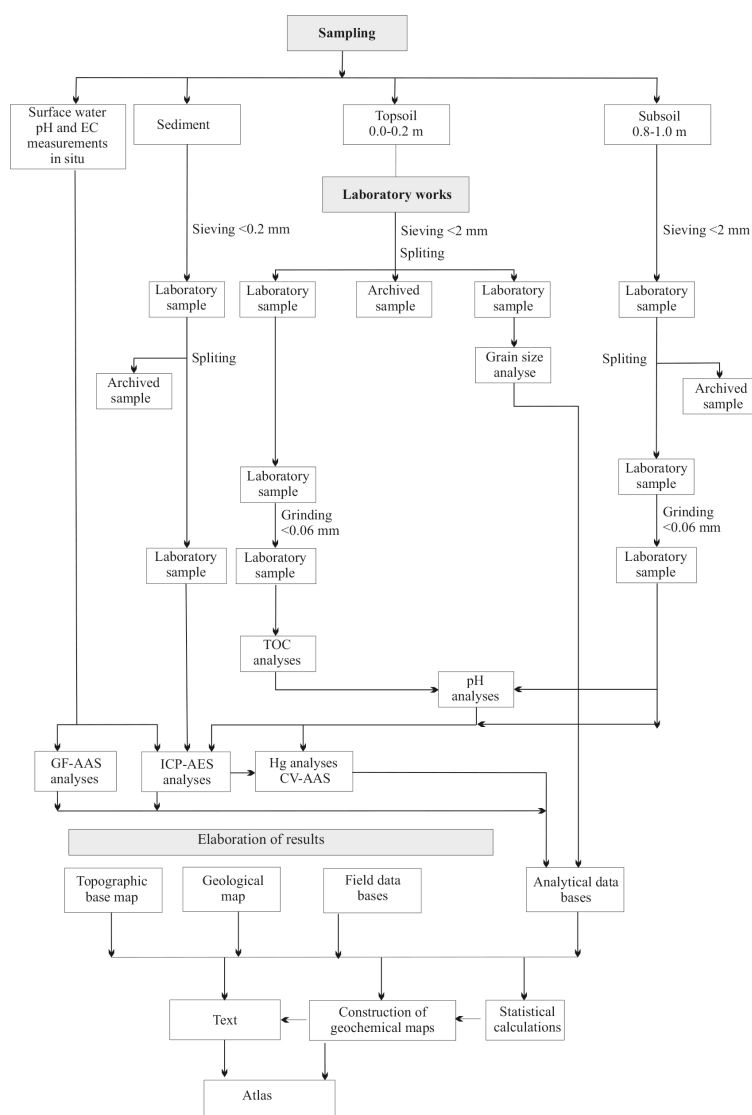 Sampling
Surface water
pH and EC
measurements
in situ
Sediment
Topsoil
0.0-0.2 m
Subsoil
0.8-1.0 m
Laboratory works
Sieving <0.2 mm
Sieving <2 mm
Spliting
Sieving <2 mm
Laboratory
sample
Laboratory
sample
Archived
sample
Laboratory
sample
Laboratory
sample
Spliting
Archived
sample
Grain size
analyse
Spliting
Archived
sample
Laboratory
sample
Grinding
<0.06 mm
Laboratory
sample
Grinding
<0.06 mm
Laboratory
sample
Laboratory
sample
Laboratory
sample
TOC
analyses
pH
analyses
GF-AAS
analyses
ICP-AES
analyses
Hg analyses
CV-AAS
Elaboration of results
Topographic
base map
Geological
map
Field data
bases
Analytical data
bases
Text
Construction of
geochemical maps
Statistical
calculations
Atlas